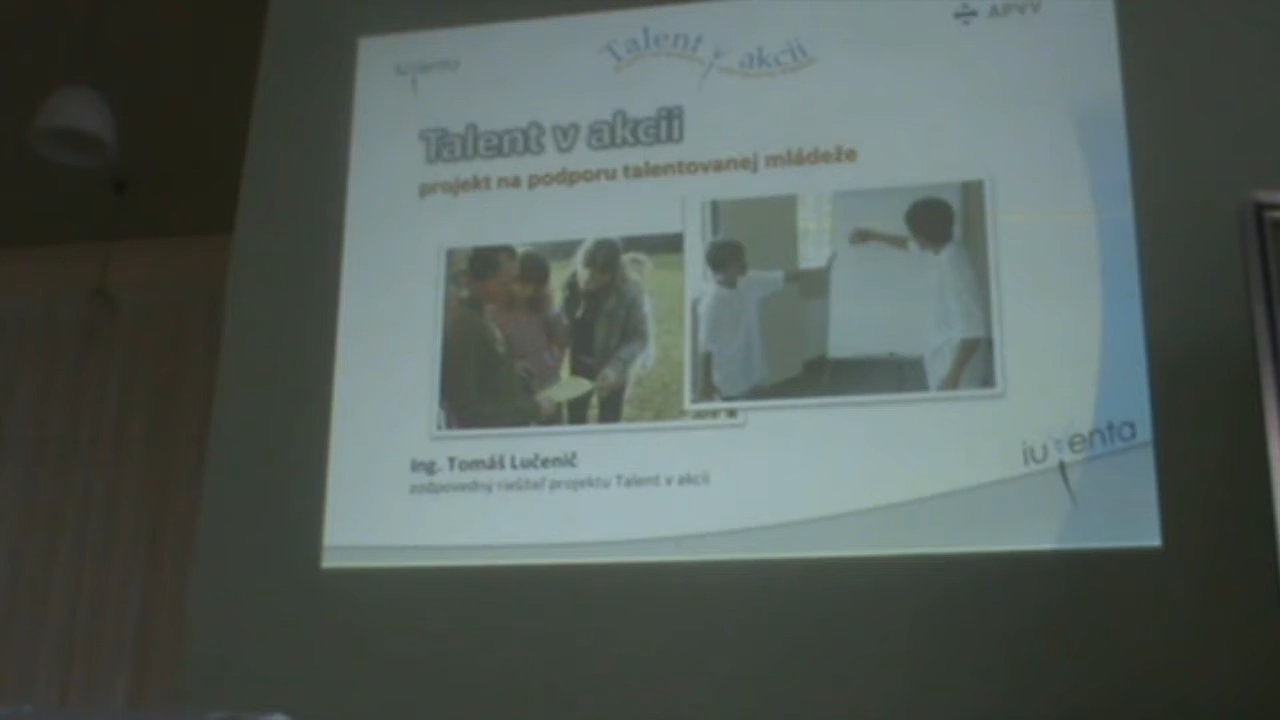 APVV
iuventa
Talent v akcii
Talent v akcii
projekt na podporu talentovanej mládeže
Ing. Tomáš Lučenič
zodpovedný riešiteľ projektu Talent v akcii
iuventa